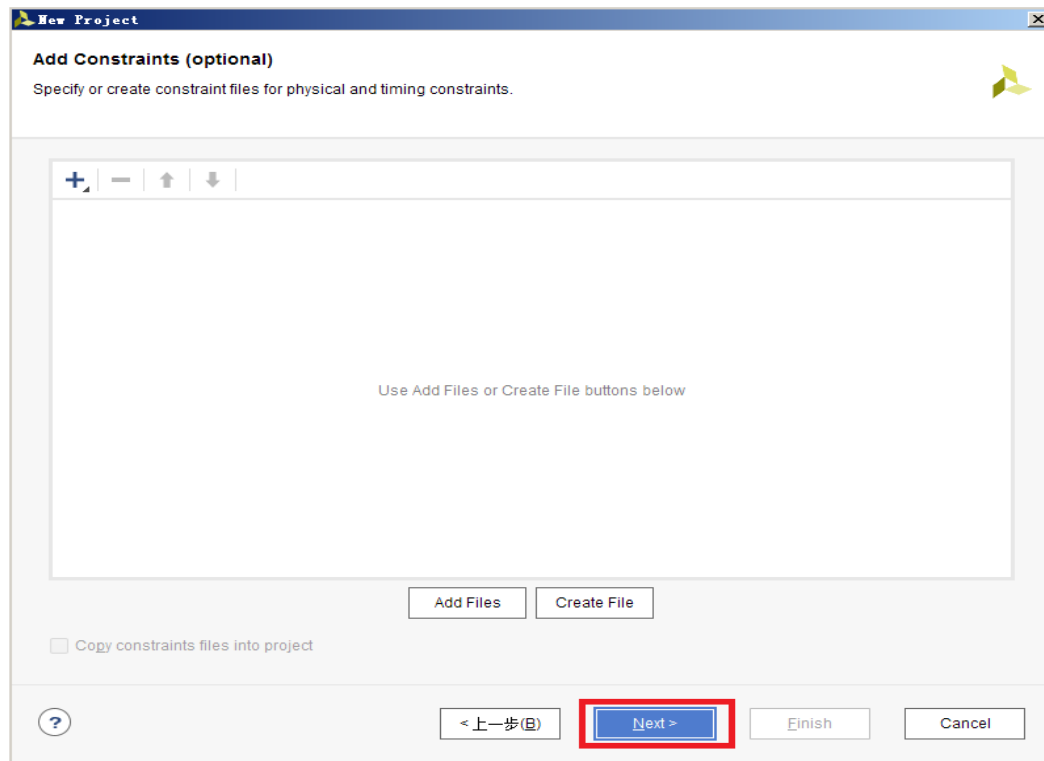 New Project
Add Constraints (optional)
Specify or create constraint files for physical and timing constraints.
Use Add Files or Create File buttons below
Add Files
Create File
Copy constraints files into project
?
<上一步(B)
Next >
Finish
Cancel